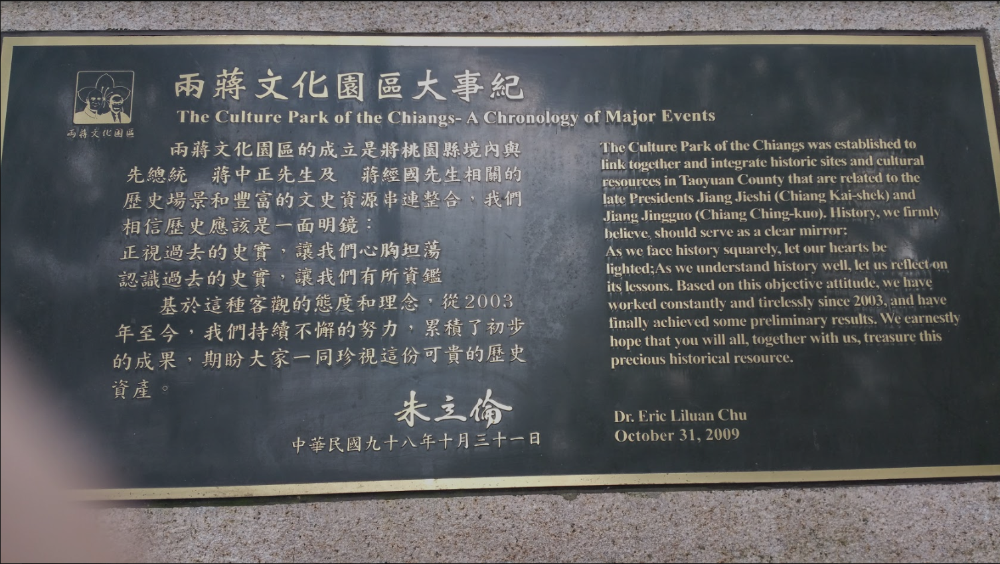 兩蔣文化園區
兩蔣文化園區大事紀
The Culture Park of the Chiangs- A Chronology of Major Events
兩蔣文化園區的成立是將桃園縣境內與
先總統　蔣中正先生及　蔣經國先生相關的
歷史場景和豐富的文史資源串連整合，我們
相信歷史應該是一面明鏡：
正視過去的史實，讓我們心胸坦蕩
認識過去的史實，讓我們有所資鑑
基於這種客觀的態度和理念，從2003
年至今，我們持續不懈的努力，累積了初步
的成果，期盼大家一同珍視這份可貴的歷史
資產。
朱立倫
中華民國九十八年十月三十一日
The Culture Park of the Chiangs was established to
link together and integrate historic sites and cultural
resources in Taoyuan County that are related to the
late Presidents Jiang Jieshi (Chiang Kai-shek) and
Jiang Jingguo (Chiang Ching-kuo). History, we firmly
believe, should serve as a clear mirror:
As we face history squarely, let our hearts be
lighted;As we understand history well, let us reflect on
its lessons. Based on this objective attitude, we have
worked constantly and tirelessly since 2003, and have
finally achieved some preliminary results. We earnestly
hope that you will all, together with us, treasure this
precious historical resource.
Dr. Eric Liluan Chu
October 31, 2009